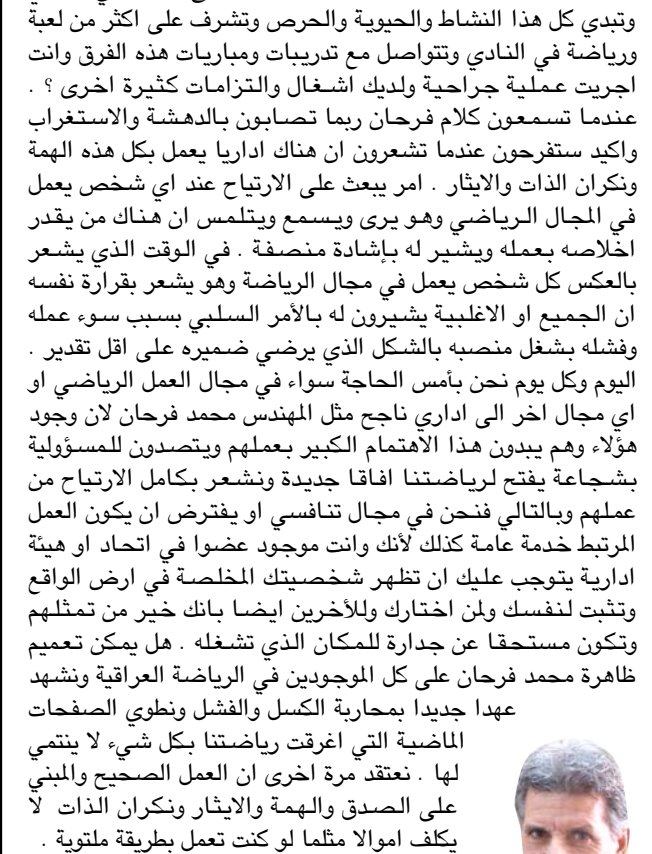 وتبدي كل هذا النشاط والحيوية والحرص وتشرف على اكثر من لعبة
ورياضة في النادي وتتواصل مع تدريبات ومباريات هذه الفرق وانت
اجريت عملية جراحية ولديك اشغال والتزامات كثيرة اخرى ؟ .
عندما تسمعون كلام فرحان ربما تصابون بالدهشة والاستغراب
واكيد ستفرحون عندما تشعرون ان هناك اداريا يعمل بكل هذه الهمة
ونكران الذات والايثار . امر يبعث على الارتياح عند اي شخص يعمل
في المجال الرياضي وهو يرى ويسمع ويتلمس ان هناك من يقدر
اخلاصه بعمله ويشير له بإشادة منصفة . في الوقت الذي يشعر
بالعكس كل شخص يعمل في مجال الرياضة وهو يشعر بقرارة نفسه
ان الجميع او الاغلبية يشيرون له بالأمر السلبي بسبب سوء عمله
وفشله بشغل منصبه بالشكل الذي يرضي ضميره على اقل تقدير .
اليوم وكل يوم نحن بأمس الحاجة سواء في مجال العمل الرياضي او
اي مجال اخر الى اداري ناجح مثل المهندس محمد فرحان لان وجود
هؤلاء وهم يبدون هذا الاهتمام الكبير بعملهم ويتصدون للمسؤولية
بشجاعة يفتح لرياضتنا افاقا جديدة ونشعر بكامل الارتياح من
عملهم وبالتالي فنحن في مجال تنافسي او يفترض ان يكون العمل
المرتبط خدمة عامة كذلك لأنك وانت موجود عضوا في اتحاد او هيئة
ادارية يتوجب عليك ان تظهر شخصيتك المخلصة في ارض الواقع
وتثبت لنفسك ولمن اختارك وللأخرين ايضا بانك خير من تمثلهم
وتكون مستحقا عن جدارة للمكان الذي تشغله . هل يمكن تعميم
ظاهرة محمد فرحان على كل الموجودين في الرياضة العراقية ونشهد
عهدا جديدا بمحاربة الكسل والفشل ونطوي الصفحات
الماضية التي اغرقت رياضتنا بكل شيء لا ينتمي
لها . نعتقد مرة اخرى ان العمل الصحيح والمبني
على الصدق والهمة والايثار ونكران الذات لا
يكلف اموالا مثلما لو كنت تعمل بطريقة ملتوية .